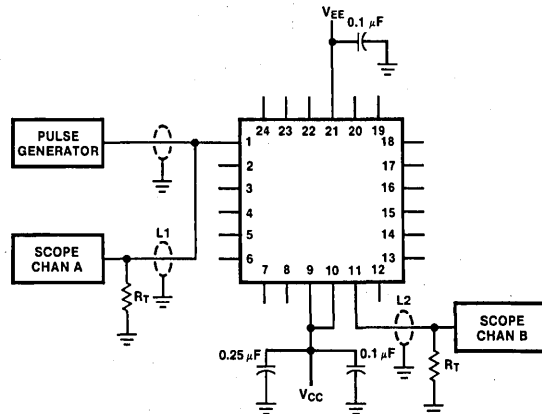 VEE
0.1 µF
24 23 22 21 20 19
PULSE
GENERATOR
1
2
3
4
5
6
18
17
16
15
14
13
L1
SCOPE
CHAN A
RT
7 8 9 10 11 12
L2
SCOPE
CHAN B
RT
0.25 µF
0.1 µF
VCC